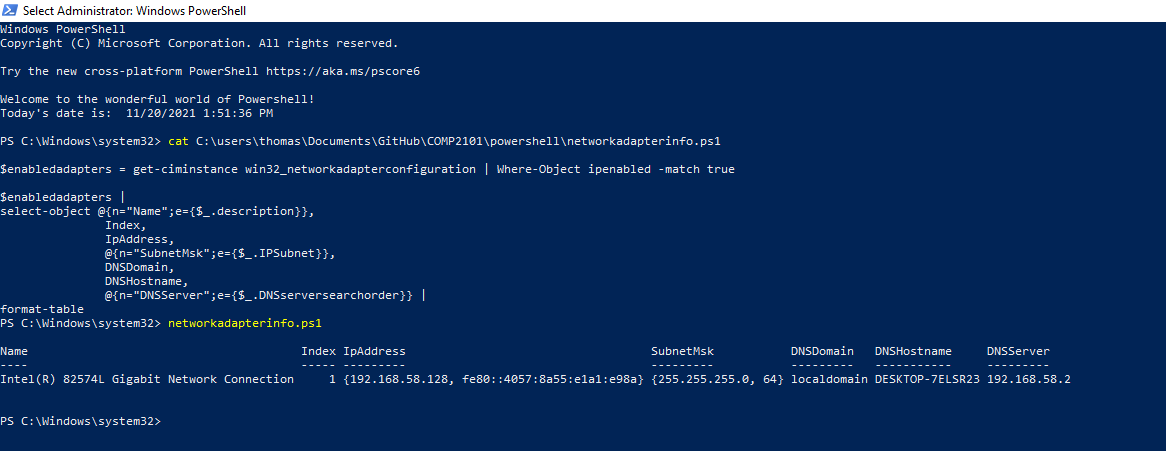 Select Administrator: Windows PowerShell
Windows PowerShell
Copyright (C) Microsoft Corporation. All rights reserved.
Try the new cross-platform PowerShell https://aka.ms/pscore6
Welcome to the wonderful world of Powershell!
Today's date is:  11/20/2021 1:51:36 PM
PS C:\Windows\system32> cat C:\users\thomas\Documents\GitHub\COMP2101\powershell\networkadapterinfo.ps1
$enabledadapters = get-ciminstance win32_networkadapterconfiguration | Where-Object ipenabled -match true
$enabledadapters |
select-object @{n="Name";e={$_.description}},
               Index,
               IpAddress,
               @{n="SubnetMsk";e={$_.IPSubnet}},
               DNSDomain,
               DNSHostname,
               @{n="DNSServer";e={$_.DNSserversearchorder}} |
format-table
PS C:\Windows\system32> networkadapterinfo.ps1
Name                                       Index IpAddress                                   SubnetMsk           DNSDomain   DNSHostname     DNSServer
----                                       ----- ---------                                   ---------           ---------   -----------     ---------
Intel(R) 82574L Gigabit Network Connection     1 {192.168.58.128, fe80::4057:8a55:e1a1:e98a} {255.255.255.0, 64} localdomain DESKTOP-7ELSR23 192.168.58.2
PS C:\Windows\system32>